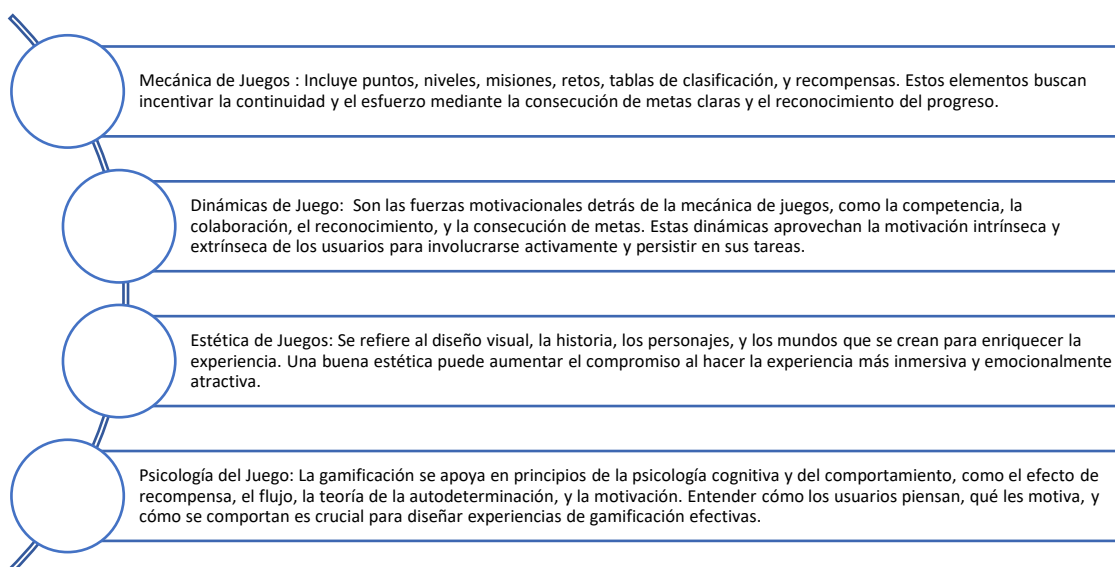 Mecánica de Juegos : Incluye puntos, niveles, misiones, retos, tablas de clasificación, y recompensas. Estos elementos buscan
incentivar la continuidad y el esfuerzo mediante la consecución de metas claras y el reconocimiento del progreso.
Dinámicas de Juego:  Son las fuerzas motivacionales detrás de la mecánica de juegos, como la competencia, la
colaboración, el reconocimiento, y la consecución de metas. Estas dinámicas aprovechan la motivación intrínseca y
extrínseca de los usuarios para involucrarse activamente y persistir en sus tareas.
Estética de Juegos: Se refiere al diseño visual, la historia, los personajes, y los mundos que se crean para enriquecer la
experiencia. Una buena estética puede aumentar el compromiso al hacer la experiencia más inmersiva y emocionalmente
atractiva.
Psicología del Juego: La gamificación se apoya en principios de la psicología cognitiva y del comportamiento, como el efecto de
recompensa, el flujo, la teoría de la autodeterminación, y la motivación. Entender cómo los usuarios piensan, qué les motiva, y
cómo se comportan es crucial para diseñar experiencias de gamificación efectivas.